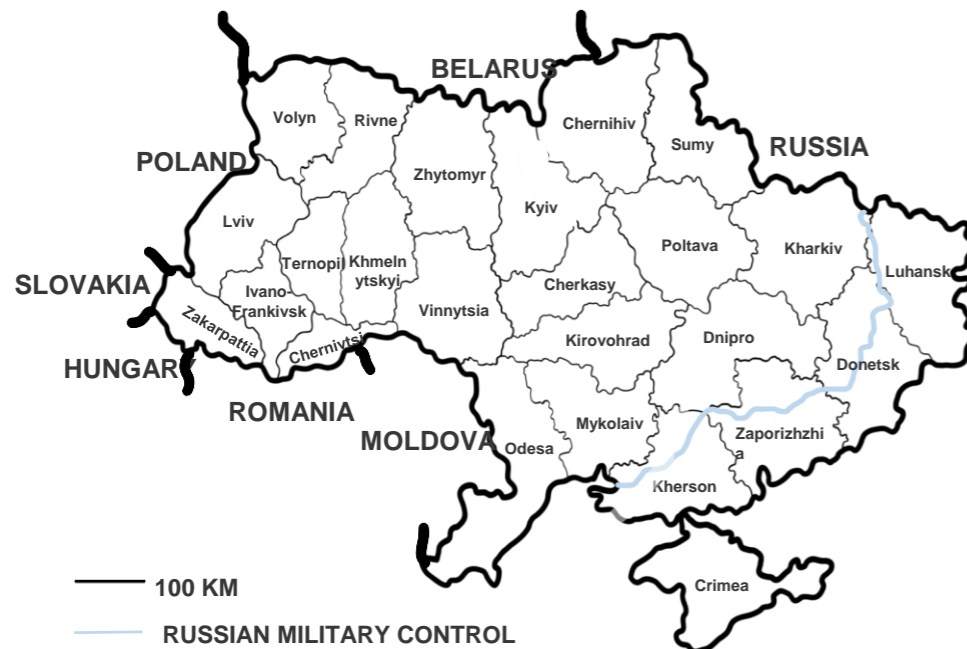 BELARUS
Volyn
Rivne
Chernihiv
Sumy
RUSSIA
POLAND
Zhytomyr
Kyiv
Lviv
Poltava
Kharkiv
Ternopil
Khmeln
ytskyi
Luhansk
SLOVAKIA
Ivano-
Frankivsk
Cherkasy
Vinnytsia
Zakarpattia
Chernivtsi
Kirovohrad
Dnipro
Donetsk
HUNGARY
ROMANIA
MOLDOVA
Odesa
Mykolaiv
Zaporizhzhi
a
Kherson
Crimea
100 KM
RUSSIAN MILITARY CONTROL